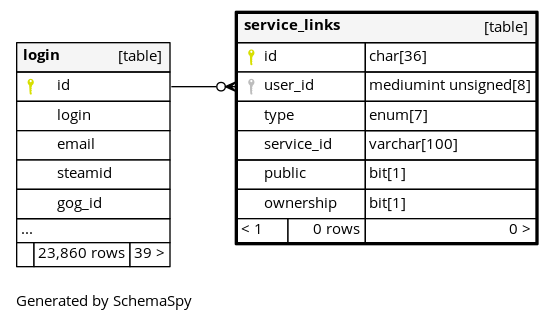 login [table]
id
login
email
steamid
gog_id
...
23,860 rows 39 >
service_links [table]
id char[36]
user_id mediumint unsigned[8]
type enum[7]
service_id varchar[100]
public bit[1]
ownership bit[1]
< 1 0 rows 0 >
Generated by SchemaSpy